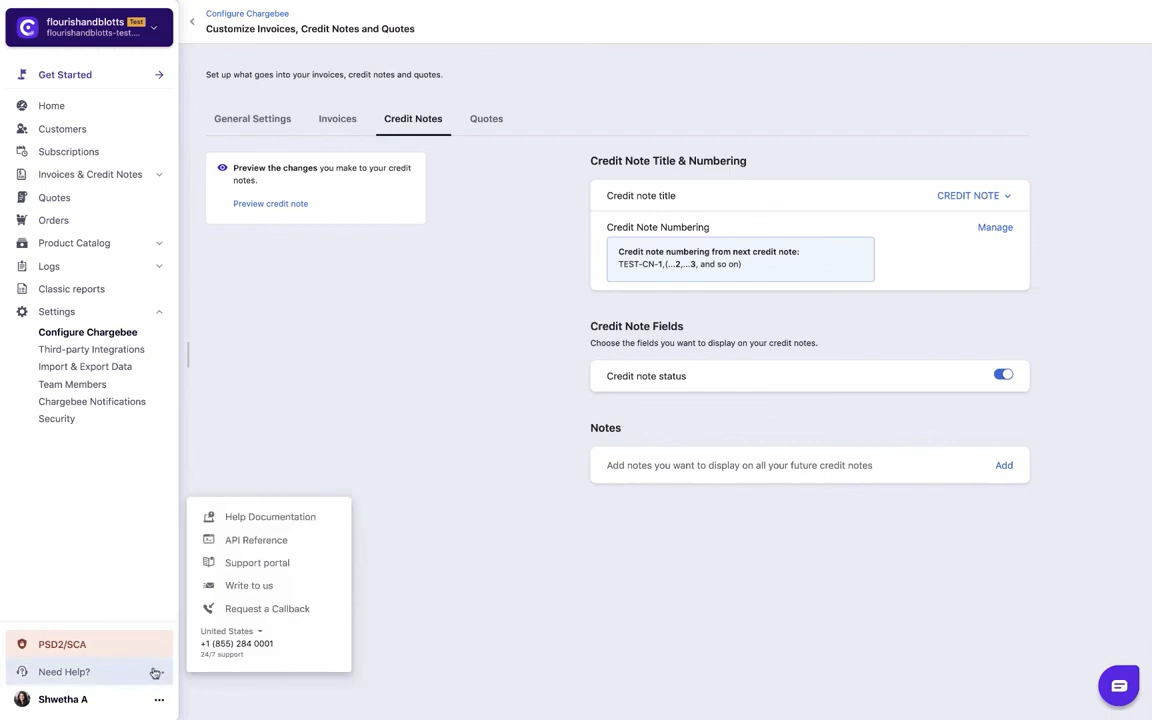 flourishandblotts Test
flourishandblotts-test....
Get Started
Home
Customers
Subscriptions
Invoices & Credit Notes
Quotes
Orders
Product Catalog
Logs
Classic reports
Settings
Configure Chargebee
Third-party Integrations
Import & Export Data
Team Members
Chargebee Notifications
Security
PSD2/SCA
Need Help?
Shwetha A
Configure Chargebee
Customize Invoices, Credit Notes and Quotes
Set up what goes into your invoices, credit notes and quotes.
General Settings
Invoices
Credit Notes
Quotes
Preview the changes you make to your credit
notes.
Preview credit note
Credit Note Title & Numbering
Credit note title
CREDIT NOTE
Credit Note Numbering
Manage
Credit note numbering from next credit note:
TEST-CN-1,(...2,...3, and so on)
Credit Note Fields
Choose the fields you want to display on your credit notes.
Credit note status
Notes
Add notes you want to display on all your future credit notes
Add
Help Documentation
API Reference
Support portal
Write to us
Request a Callback
United States
+1 (855) 284 0001
24/7 support